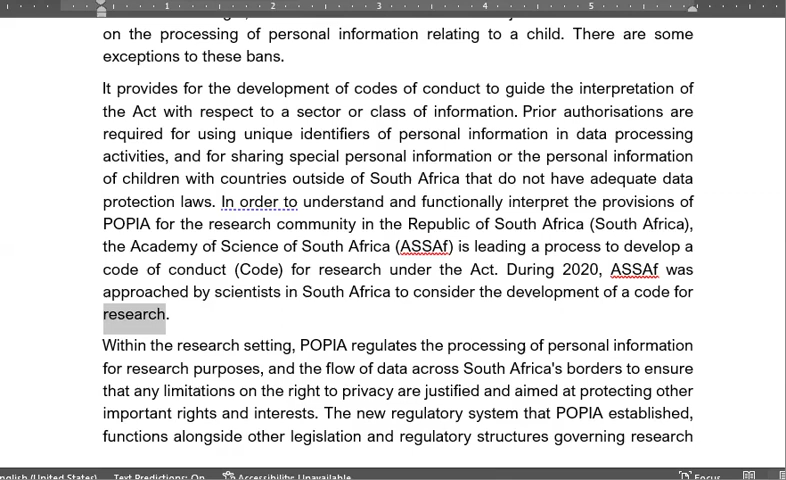 1 2 3 4 5
on the processing of personal information relating to a child. There are some
exceptions to these bans.
It provides for the development of codes of conduct to guide the interpretation of
the Act with respect to a sector or class of information. Prior authorisations are
required for using unique identifiers of personal information in data processing
activities, and for sharing special personal information or the personal information
of children with countries outside of South Africa that do not have adequate data
protection laws. In order to understand and functionally interpret the provisions of
POPIA for the research community in the Republic of South Africa (South Africa),
the Academy of Science of South Africa (ASSAf) is leading a process to develop a
code of conduct (Code) for research under the Act. During 2020, ASSAf was
approached by scientists in South Africa to consider the development of a code for
research.
Within the research setting, POPIA regulates the processing of personal information
for research purposes, and the flow of data across South Africa's borders to ensure
that any limitations on the right to privacy are justified and aimed at protecting other
important rights and interests. The new regulatory system that POPIA established,
functions alongside other legislation and regulatory structures governing research
nglish (United States) Text Predictions: On Accessibility: Unavailable Focus